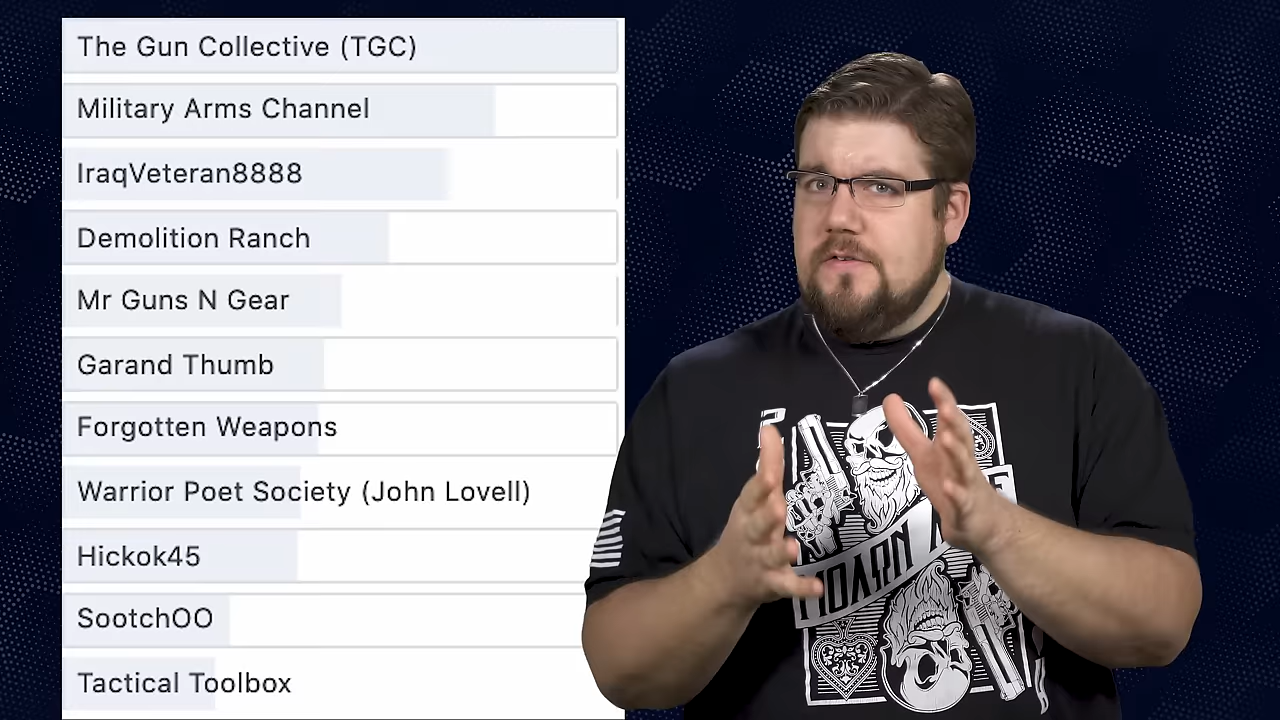 The Gun Collective (TGC)
Military Arms Channel
IraqVeteran8888
Demolition Ranch
Mr Guns N Gear
Garand Thumb
Forgotten Weapons
Warrior Poet Society (John Lovell)
Hickok45
SootchOO
Tactical Toolbox